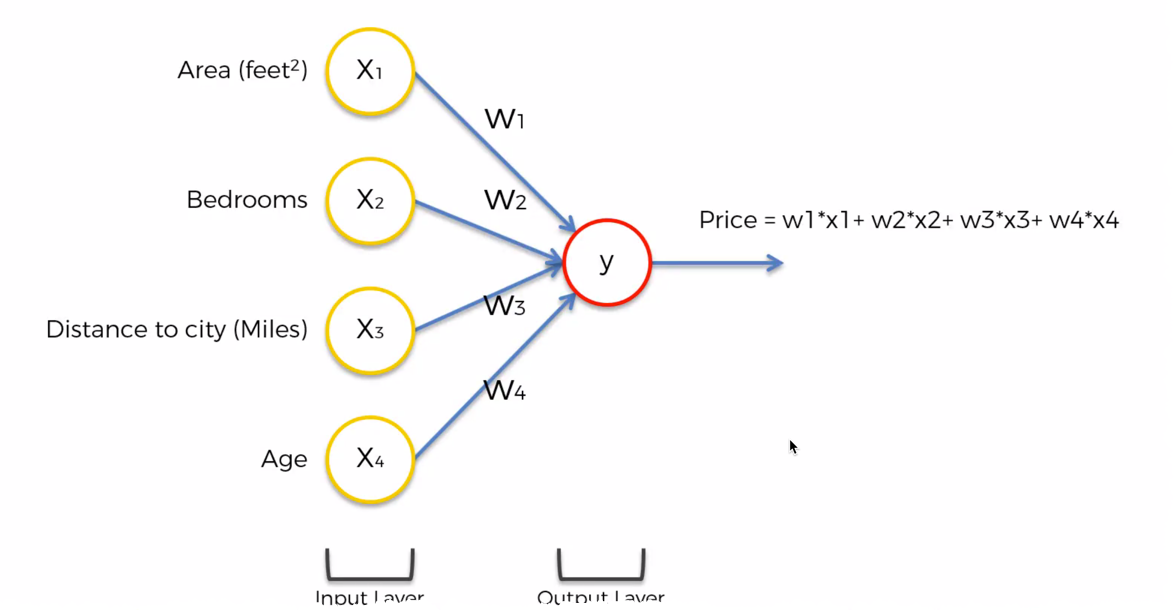 Area (feet²)
X₁
W₁
Bedrooms
X₂
W₂
Price = w1*x1+ w2*x2+ w3*x3+ w4*x4
y
Distance to city (Miles)
X₃
W₃
Age
X₄
W₄
Input Layer
Output Layer